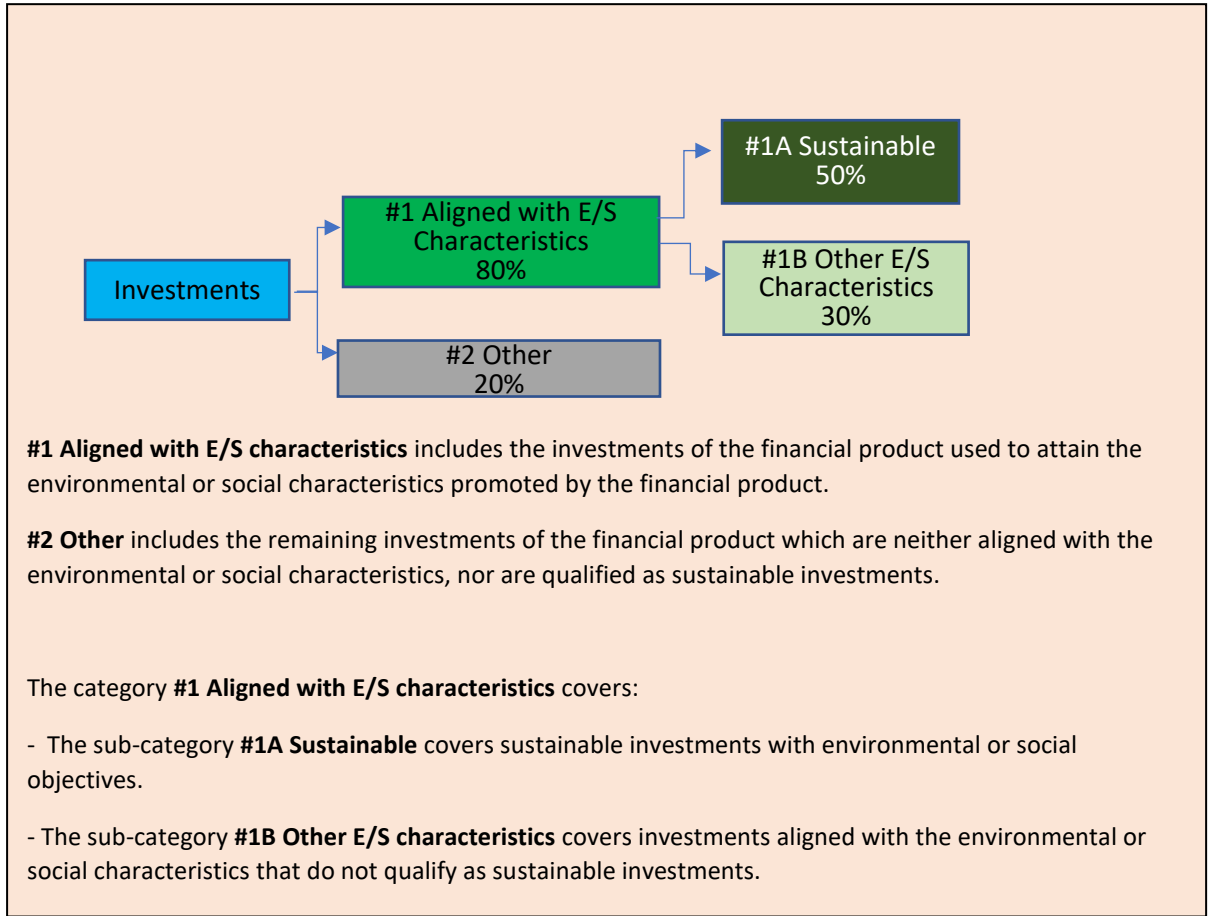 #1A Sustainable
50%
#1 Aligned with E/S
Characteristics
80%
#1B Other E/S
Characteristics
30%
Investments
#2 Other
20%
#1 Aligned with E/S characteristics includes the investments of the financial product used to attain the
environmental or social characteristics promoted by the financial product.
#2 Other includes the remaining investments of the financial product which are neither aligned with the
environmental or social characteristics, nor are qualified as sustainable investments.
The category #1 Aligned with E/S characteristics covers:
- The sub-category #1A Sustainable covers sustainable investments with environmental or social
objectives.
- The sub-category #1B Other E/S characteristics covers investments aligned with the environmental or
social characteristics that do not qualify as sustainable investments.